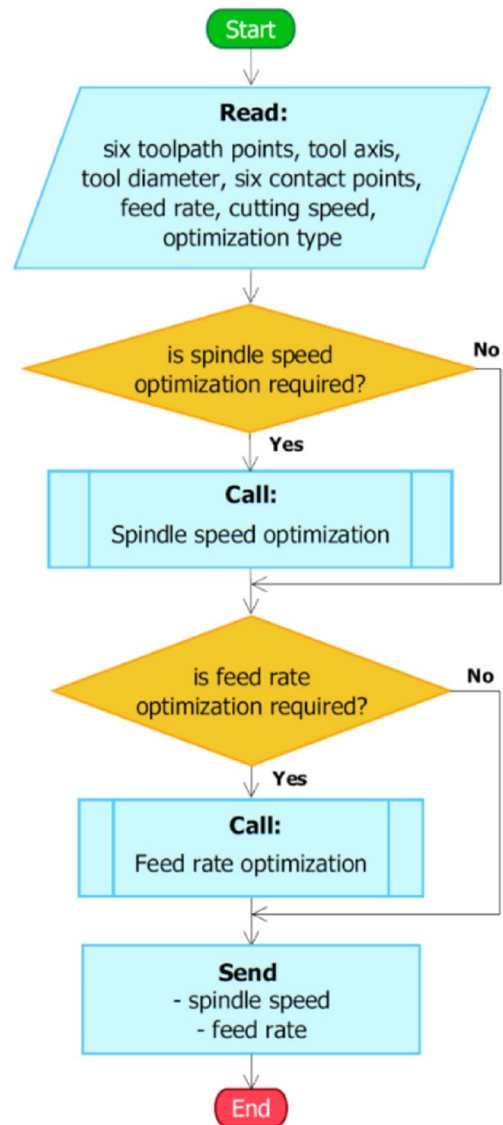 Start
Read:
six toolpath points, tool axis,
tool diameter, six contact points,
feed rate, cutting speed,
optimization type
is spindle speed
optimization required?
No
Yes
Call:
Spindle speed optimization
is feed rate
optimization required?
No
Yes
Call:
Feed rate optimization
Send
- spindle speed
- feed rate
End